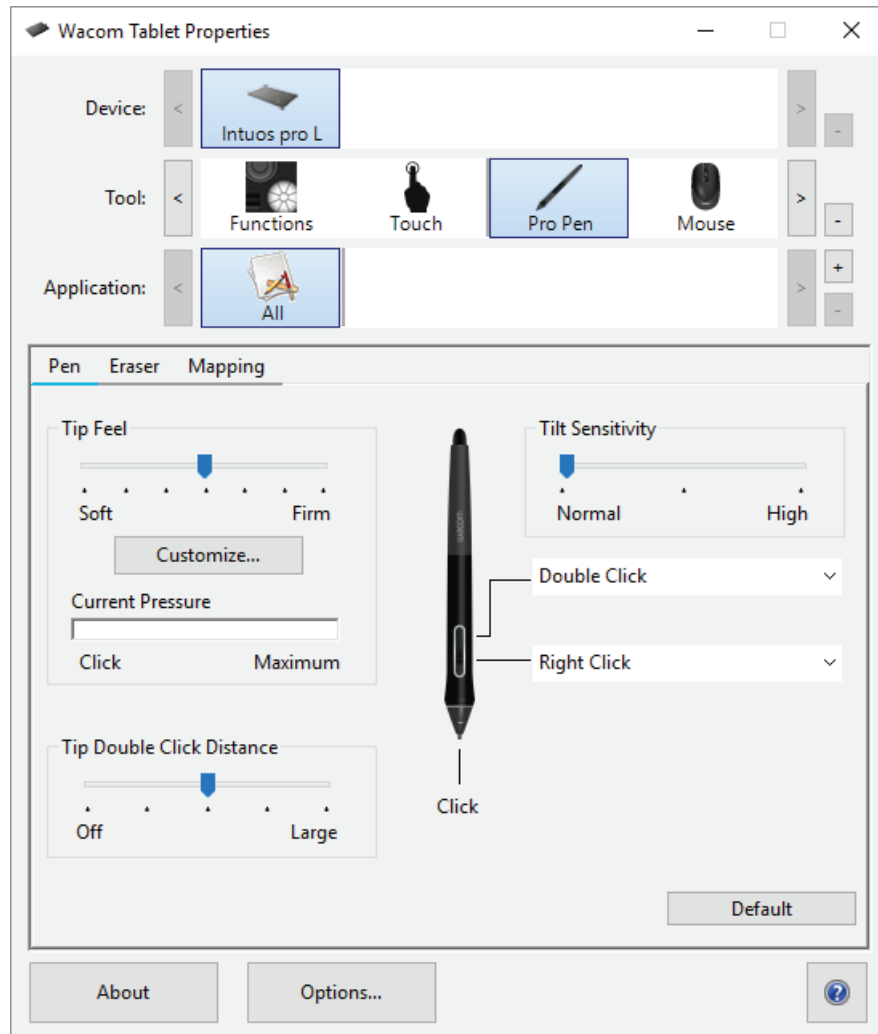 Wacom Tablet Properties
Device:
<
Intuos pro L
>
-
Tool:
<
Functions
Touch
Pro Pen
Mouse
>
-
Application:
<
All
>
+
-
Pen Eraser Mapping
Tip Feel
Soft Firm
Customize...
Current Pressure
Click Maximum
Tip Double Click Distance
Off Large
wacom
Click
Tilt Sensitivity
Normal High
Double Click
Right Click
Default
About
Options...
?